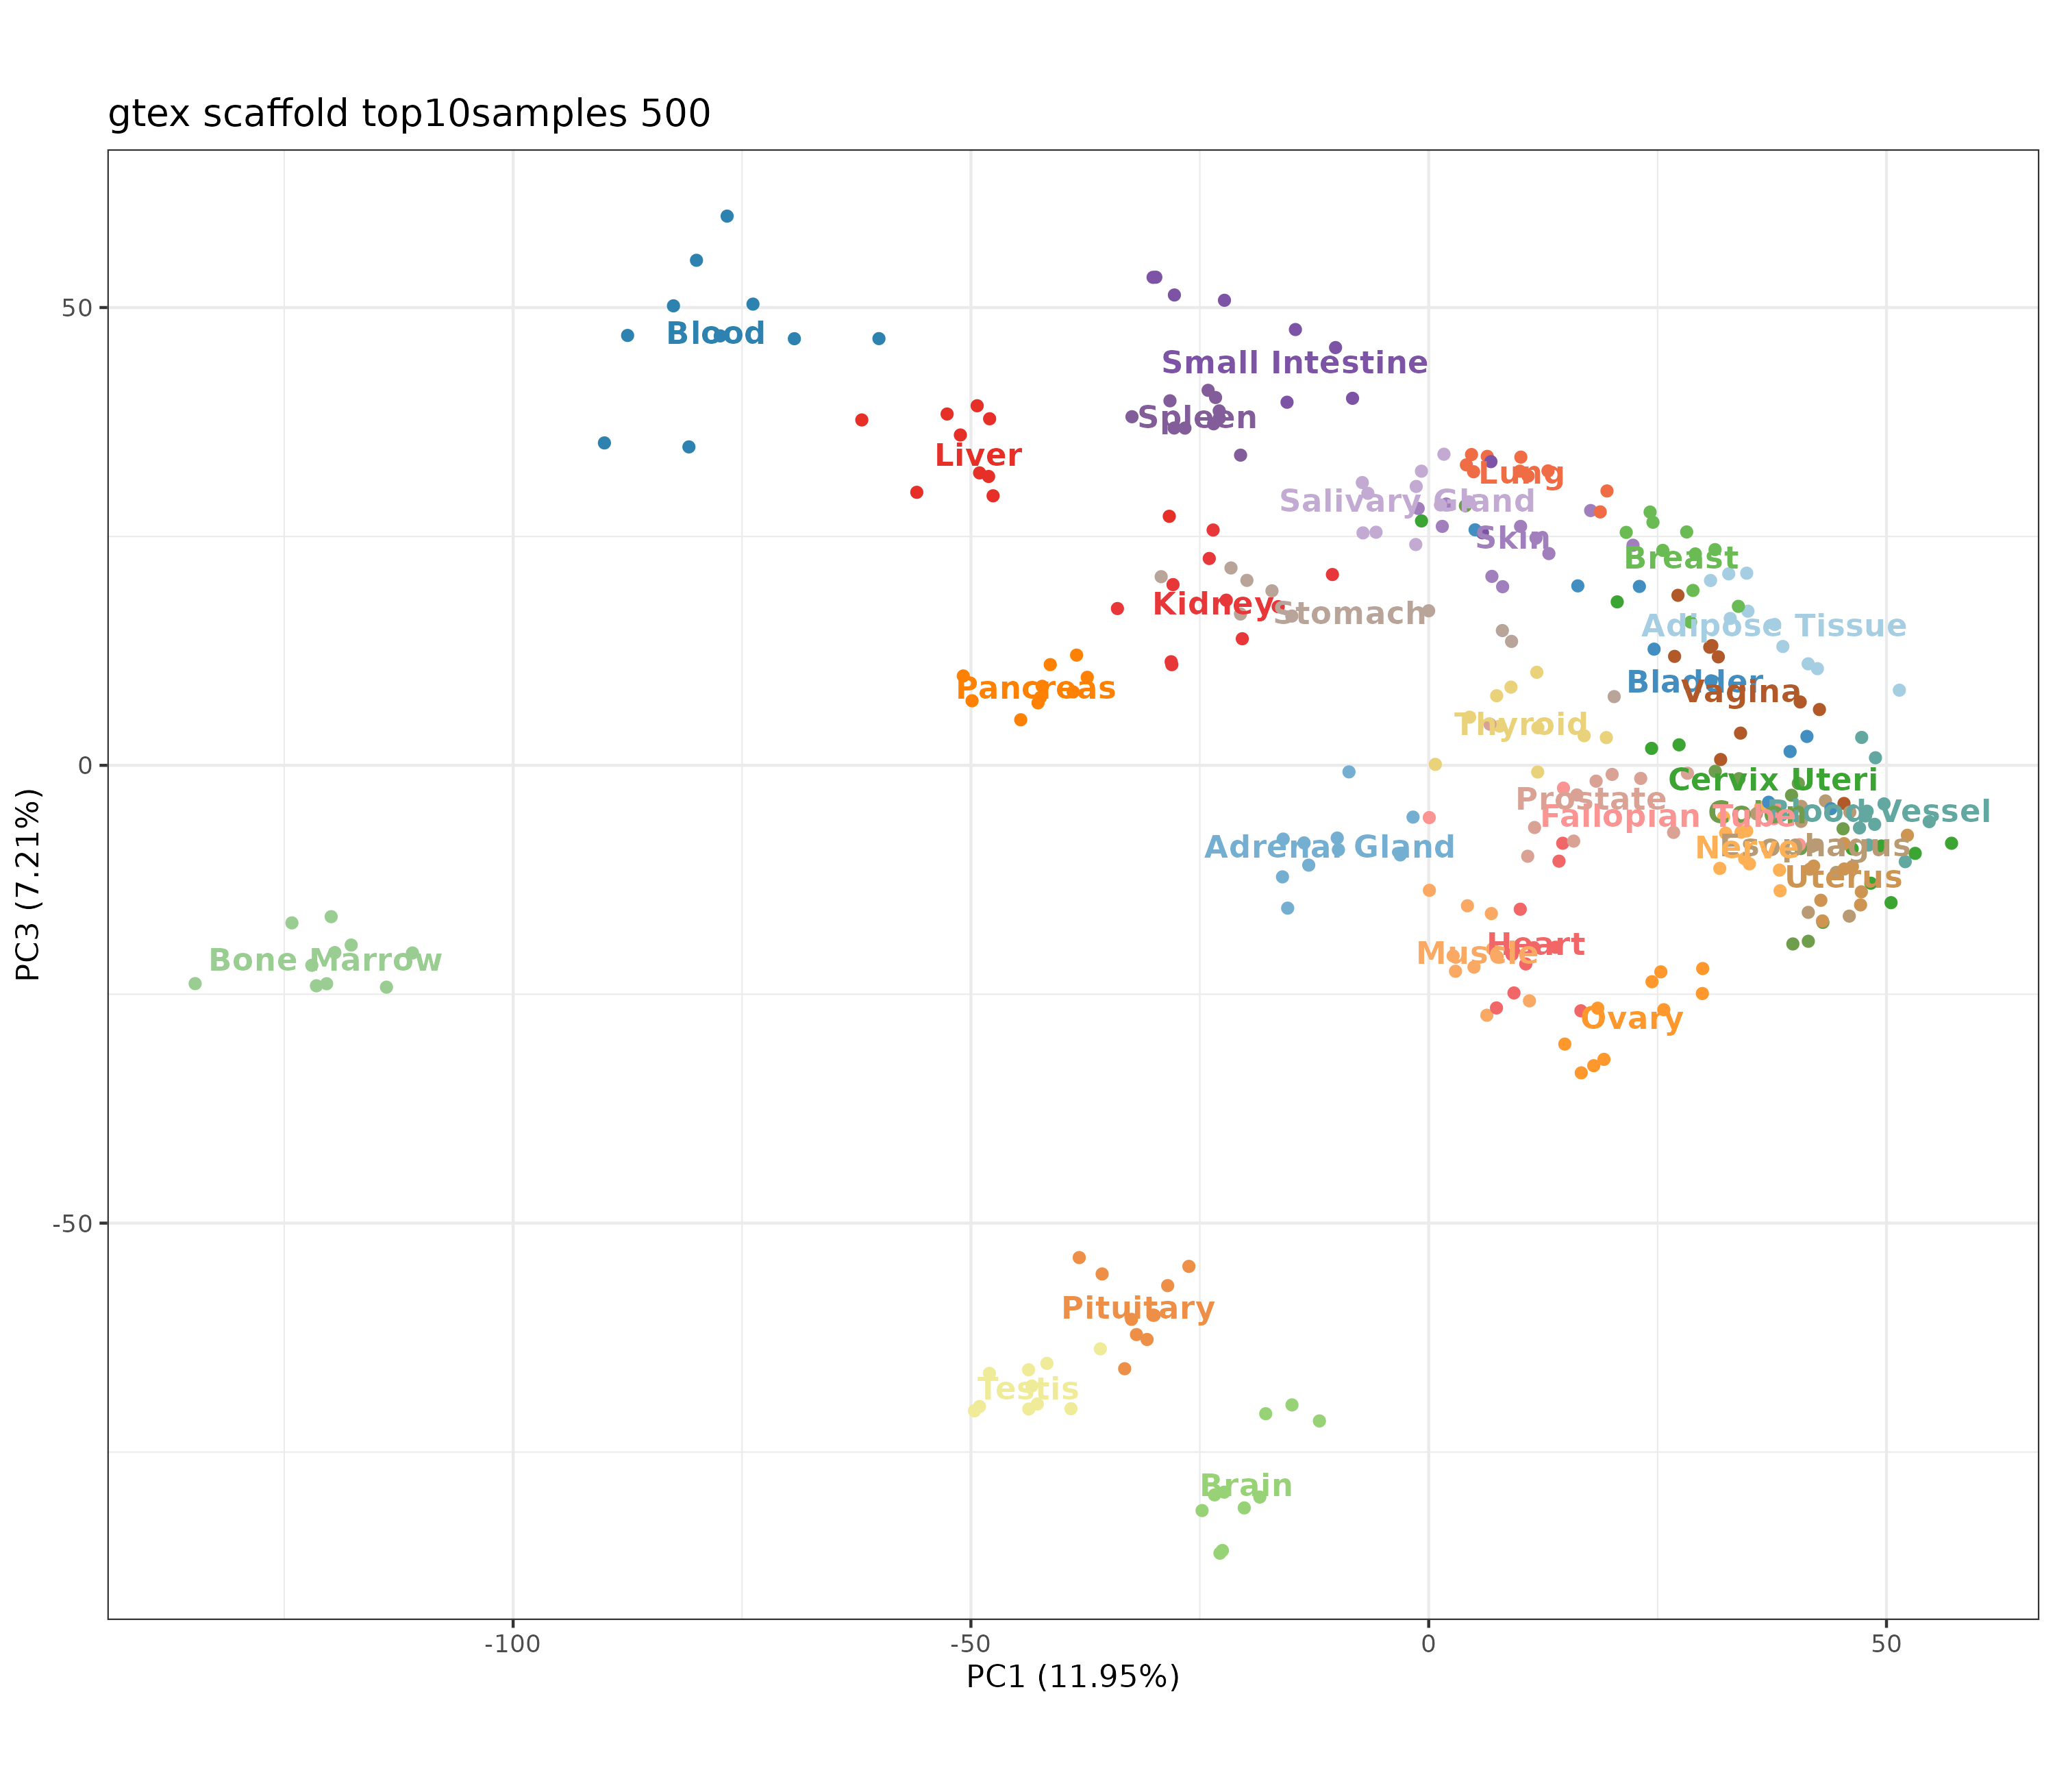 gtex scaffold top10samples 500
50
0
-50
PC3 (7.21%)
Blood
Small Intestine
Spleen
Liver
Lung
Salivary Gland
Skin
Breast
Kidney
Stomach
Adipose Tissue
Pancreas
Bladder
Vagina
Thyroid
Cervix Uteri
Prostate
Colon
Blood Vessel
Fallopian Tube
Adrenal Gland
Nerve
Esophagus
Uterus
Heart
Muscle
Bone Marrow
Ovary
Pituitary
Testis
Brain
-100
-50
0
50
PC1 (11.95%)